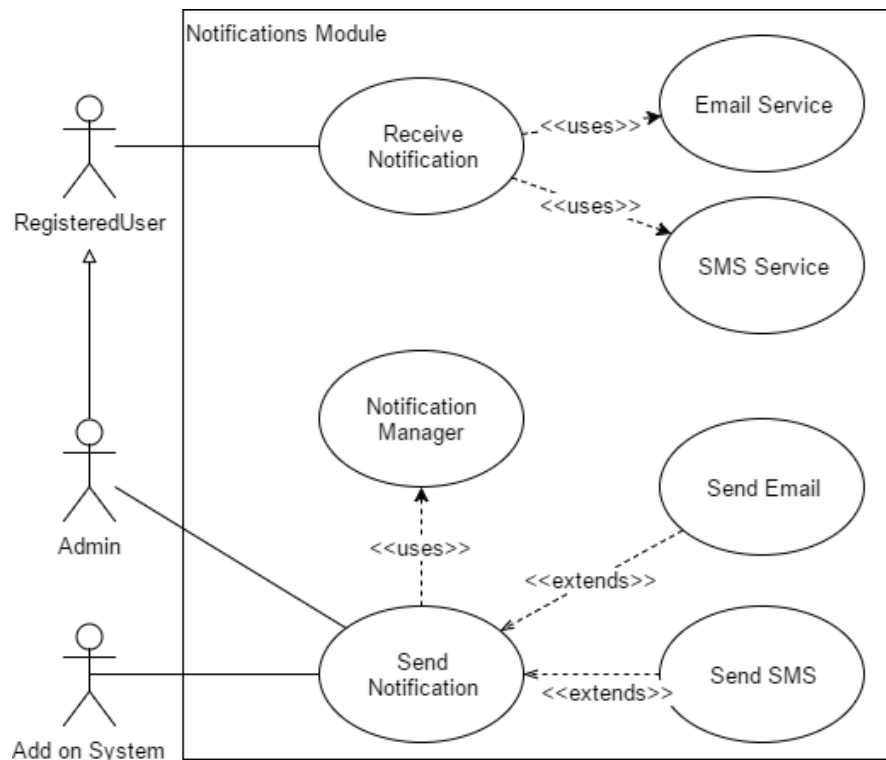 Notifications Module
Email Service
<<uses>>
Receive
Notification
<<uses>>
RegisteredUser
SMS Service
Notification
Manager
Send Email
Admin
<<uses>>
<<extends>>
Send
Notification
Send SMS
<<extends>>
Add on System